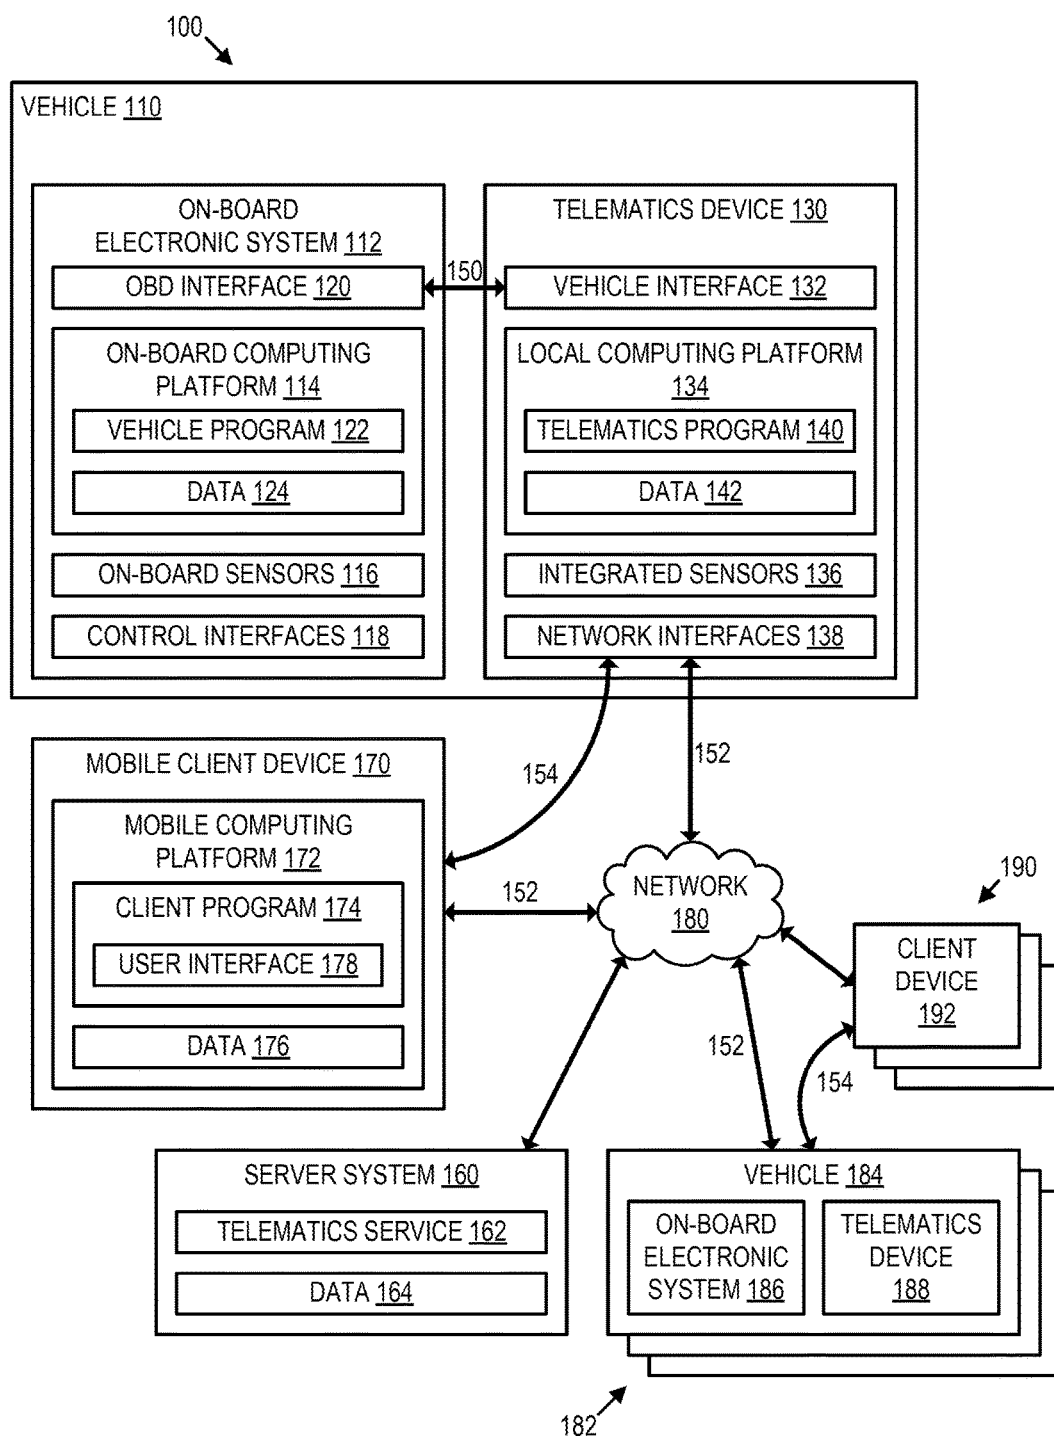 100
VEHICLE 110
ON-BOARD
ELECTRONIC SYSTEM 112
OBD INTERFACE 120
ON-BOARD COMPUTING
PLATFORM 114
VEHICLE PROGRAM 122
DATA 124
ON-BOARD SENSORS 116
CONTROL INTERFACES 118
150
TELEMATICS DEVICE 130
VEHICLE INTERFACE 132
LOCAL COMPUTING PLATFORM
134
TELEMATICS PROGRAM 140
DATA 142
INTEGRATED SENSORS 136
NETWORK INTERFACES 138
154
152
MOBILE CLIENT DEVICE 170
MOBILE COMPUTING
PLATFORM 172
CLIENT PROGRAM 174
USER INTERFACE 178
DATA 176
152
NETWORK
180
190
CLIENT
DEVICE
192
152
154
SERVER SYSTEM 160
TELEMATICS SERVICE 162
DATA 164
VEHICLE 184
ON-BOARD
ELECTRONIC
SYSTEM 186
TELEMATICS
DEVICE
188
182